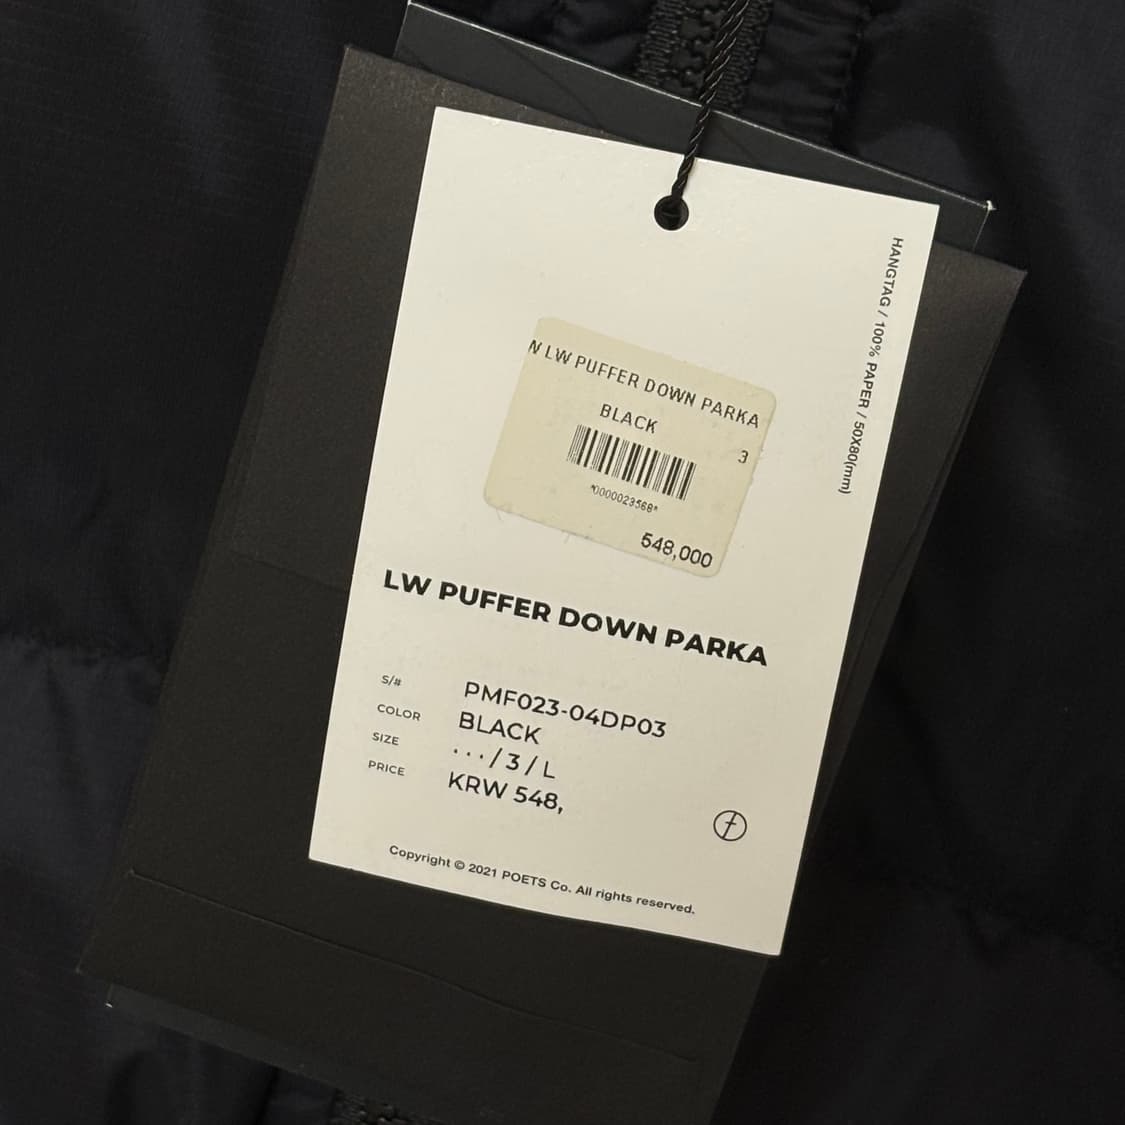 HANGTAG / 100% PAPER / 50X80(mm)
LW PUFFER DOWN PARKA
BLACK
3
*0000023568*
548,000
LW PUFFER DOWN PARKA
S/# PMF023-04DP03
COLOR BLACK
SIZE ···/3/L
PRICE KRW 548,
Copyright © 2021 POETS Co. All rights reserved.